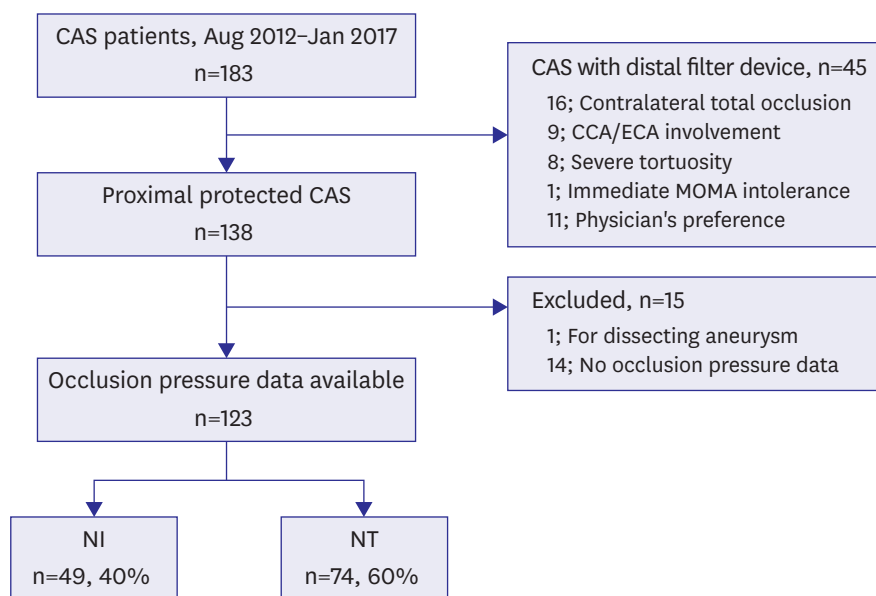 CAS patients, Aug 2012–Jan 2017
n=183
CAS with distal filter device, n=45
16; Contralateral total occlusion
9; CCA/ECA involvement
8; Severe tortuosity
1; Immediate MOMA intolerance
11; Physician's preference
Proximal protected CAS
n=138
Excluded, n=15
1; For dissecting aneurysm
14; No occlusion pressure data
Occlusion pressure data available
n=123
NI
n=49, 40%
NT
n=74, 60%